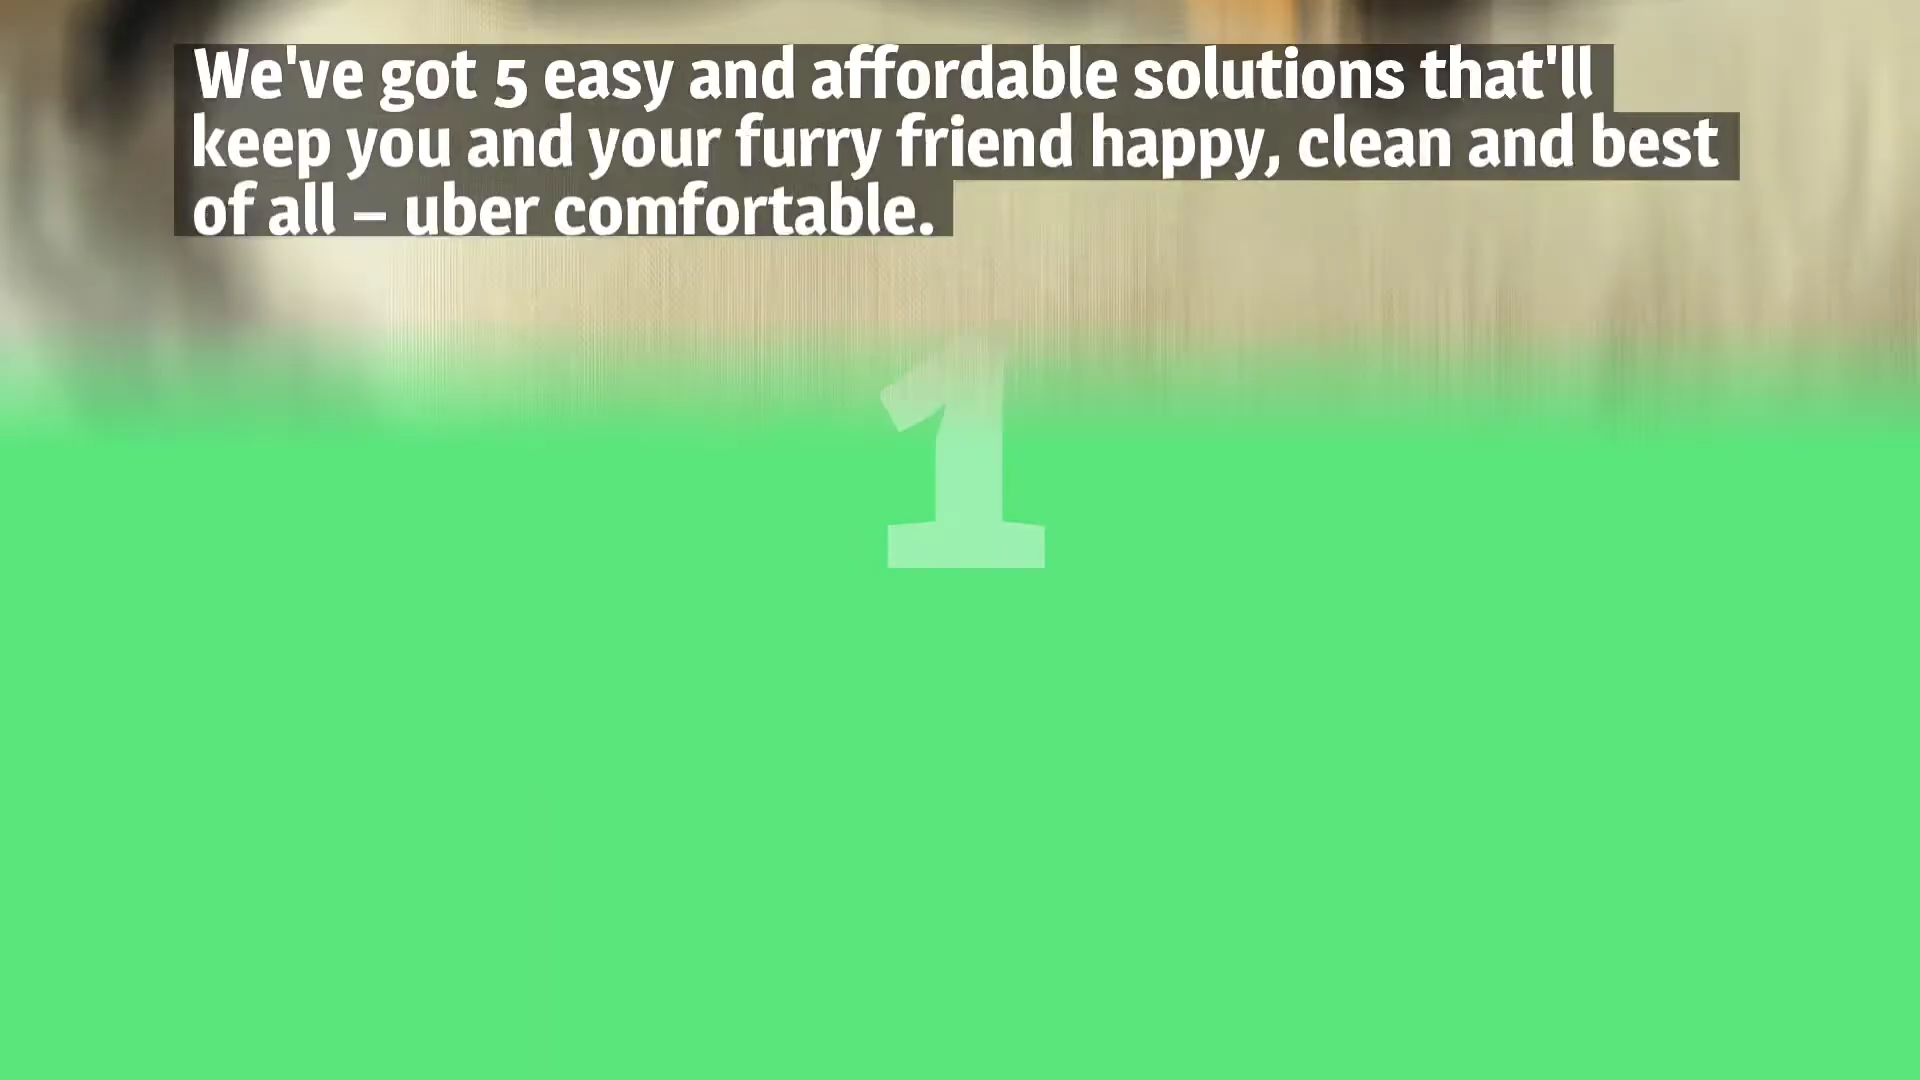 We've got 5 easy and affordable solutions that'll
keep you and your furry friend happy, clean and best
of all – uber comfortable.
1